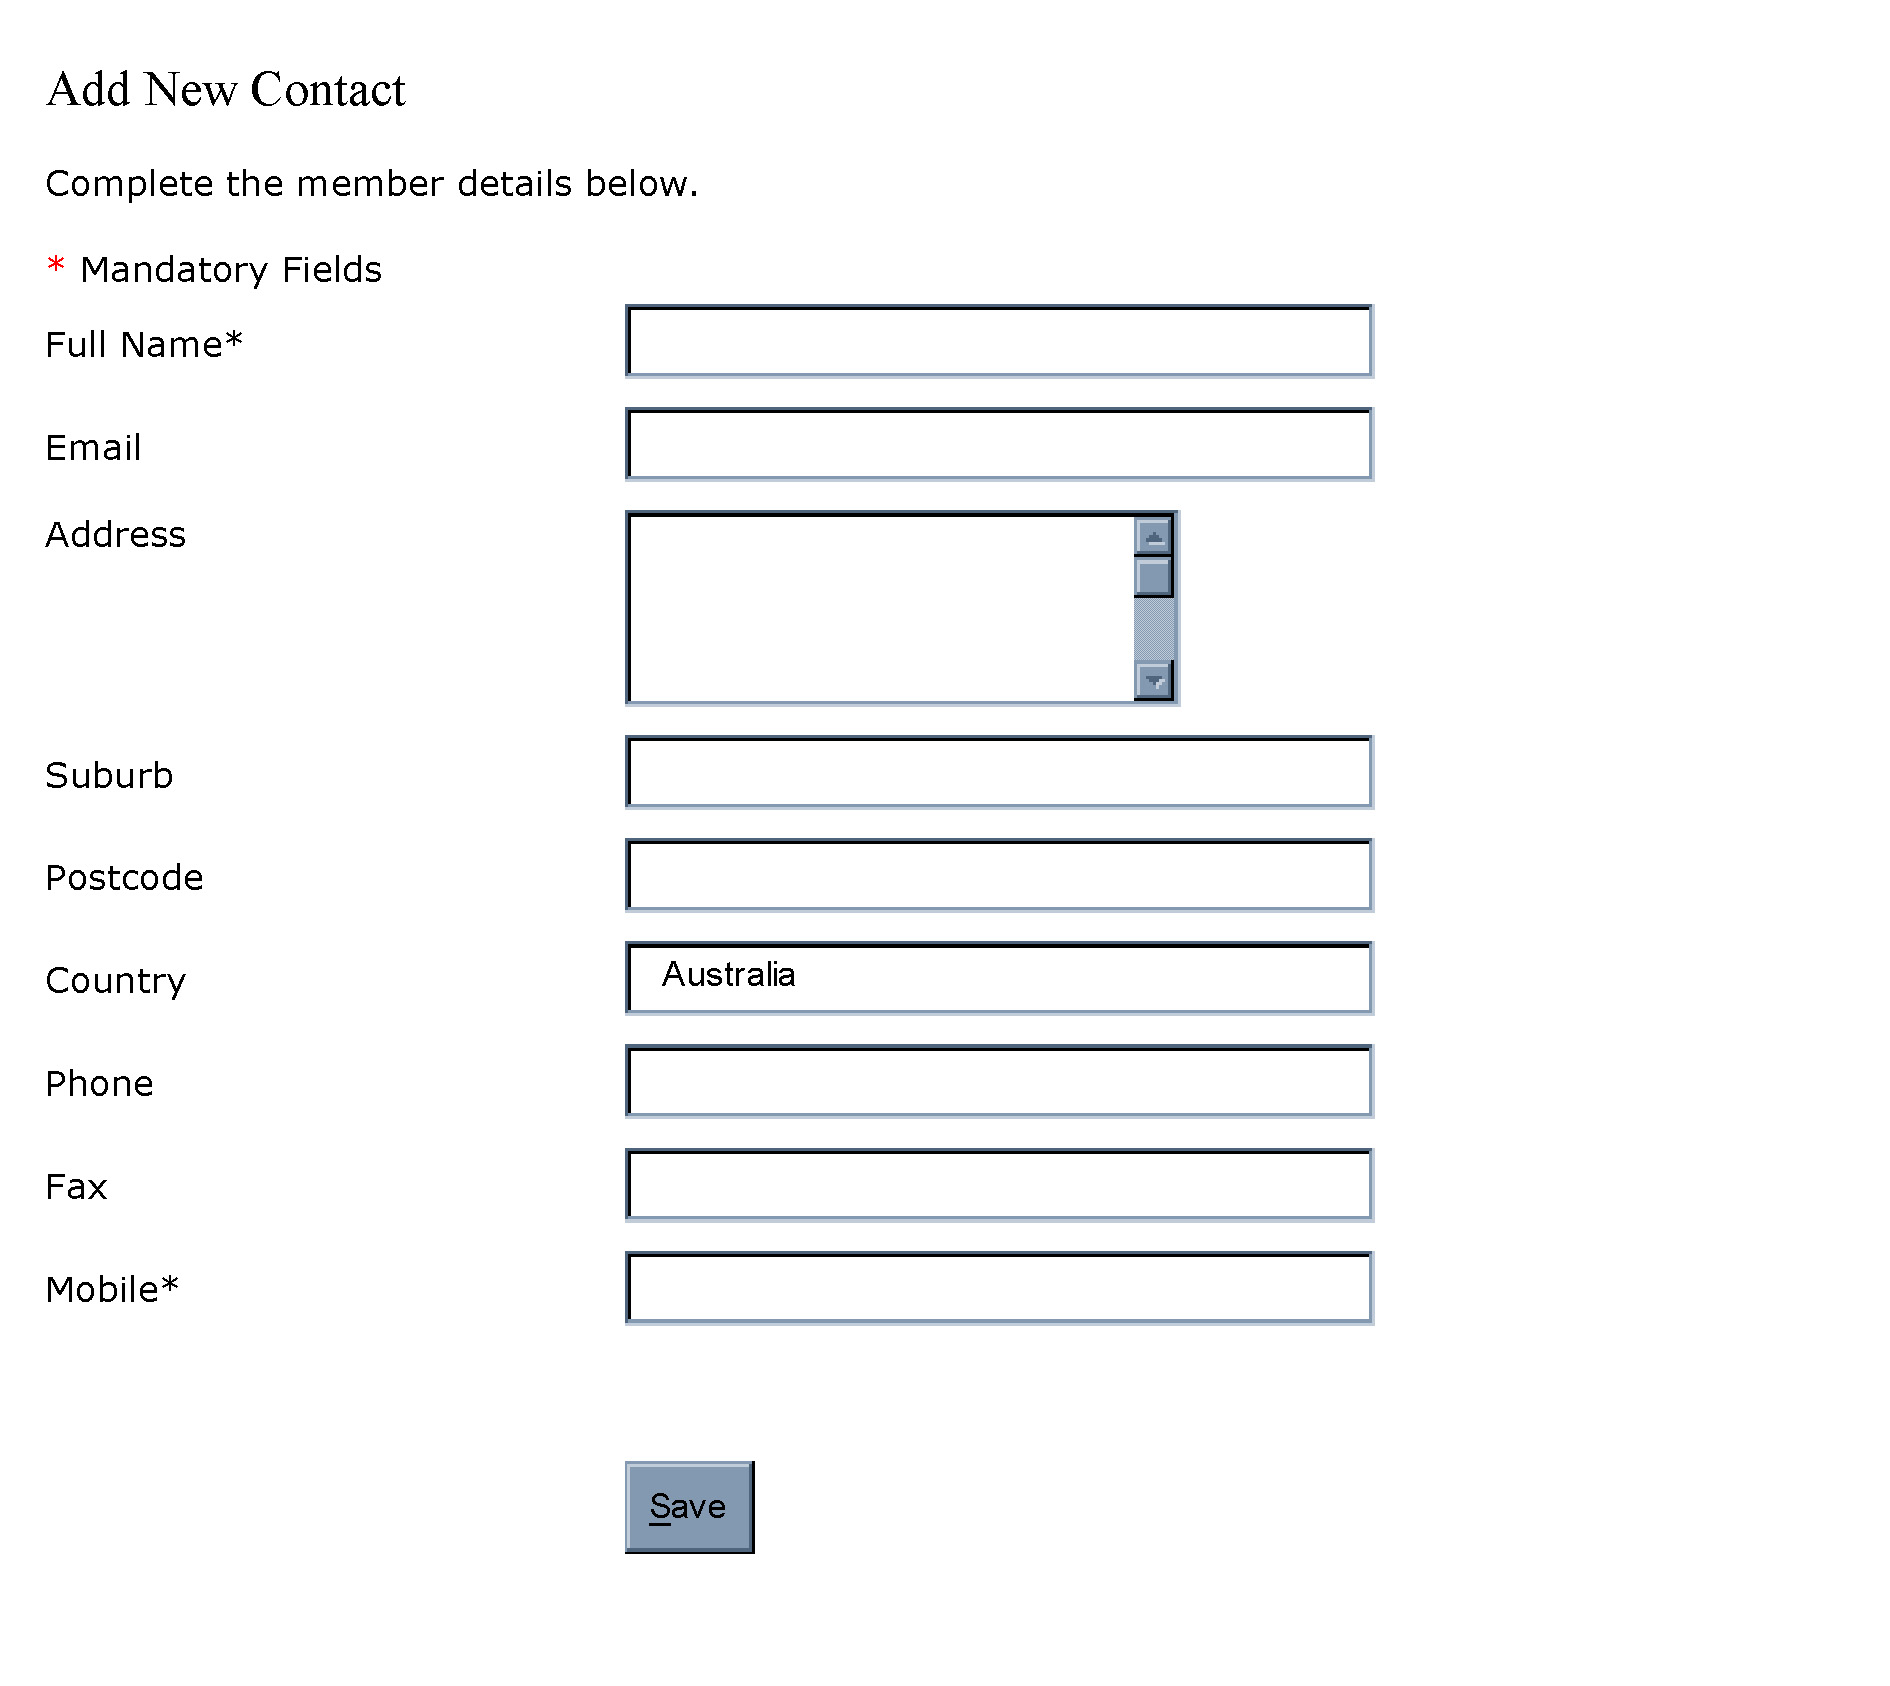 Add New Contact
Complete the member details below.
* Mandatory Fields
Full Name*
Email
Address
Suburb
Postcode
Country Australia
Phone
Fax
Mobile*
Save